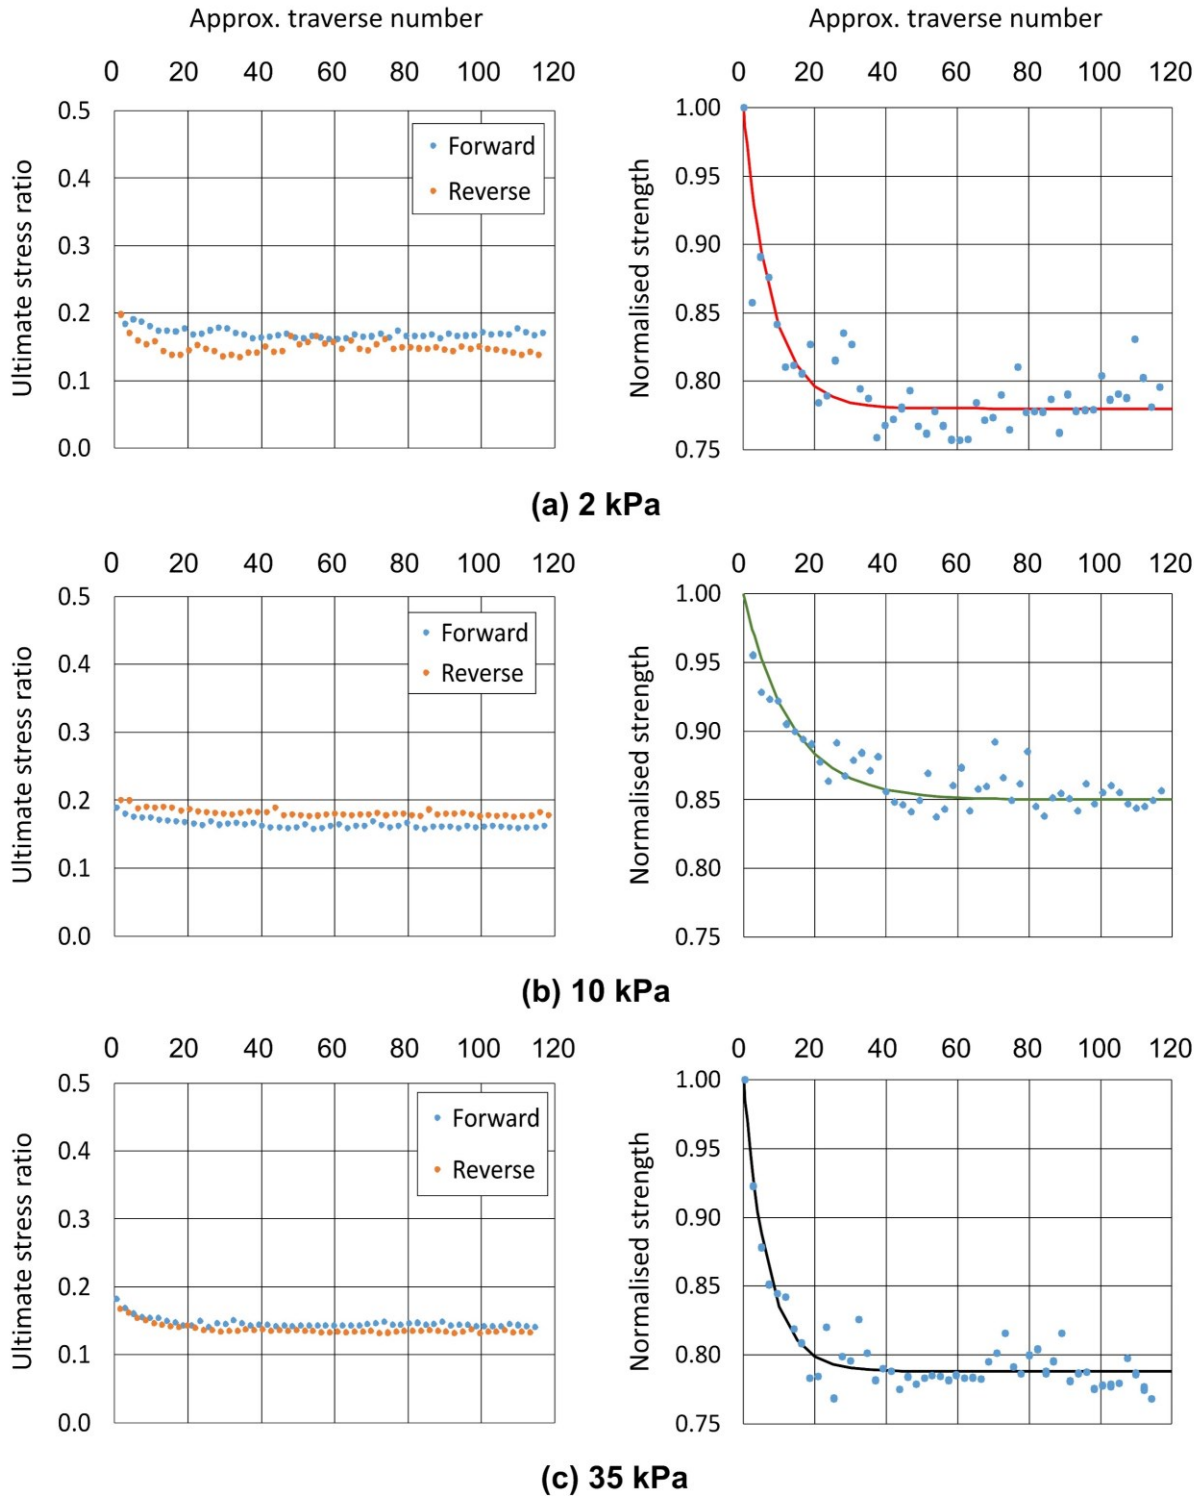 Approx. traverse number
Approx. traverse number
0 20 40 60 80 100 120
0 20 40 60 80 100 120
Ultimate stress ratio
0.5
0.4
0.3
0.2
0.1
0.0
Forward
Reverse
Normalised strength
1.00
0.95
0.90
0.85
0.80
0.75
(a) 2 kPa
0 20 40 60 80 100 120
0 20 40 60 80 100 120
Ultimate stress ratio
0.5
0.4
0.3
0.2
0.1
0.0
Forward
Reverse
Normalised strength
1.00
0.95
0.90
0.85
0.80
0.75
(b) 10 kPa
0 20 40 60 80 100 120
0 20 40 60 80 100 120
Ultimate stress ratio
0.5
0.4
0.3
0.2
0.1
0.0
Forward
Reverse
Normalised strength
1.00
0.95
0.90
0.85
0.80
0.75
(c) 35 kPa